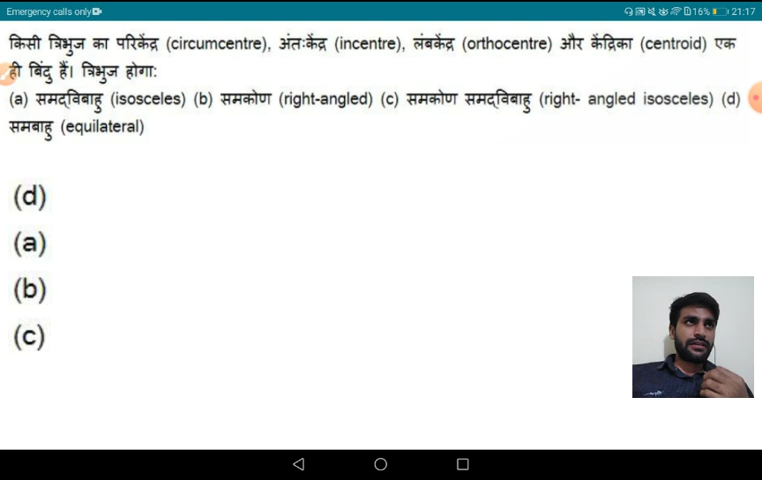 Emergency calls only 16% 21:17
किसी त्रिभुज का परिकेंद्र (circumcentre), अंतःकेंद्र (incentre), लंबकेंद्र (orthocentre) और केंद्रिका (centroid) एक
ही बिंदु हैं। त्रिभुज होगा:
(a) समद्विबाहु (isosceles) (b) समकोण (right-angled) (c) समकोण समद्विबाहु (right- angled isosceles) (d)
समबाहु (equilateral)
(d)
(a)
(b)
(c)